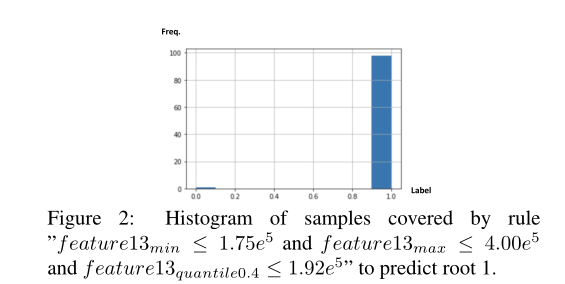 Freq.
100
80
60
40
20
0
0.0 0.2 0.4 0.6 0.8 1.0
Label
Figure 2: Histogram of samples covered by rule
”feature13min ≤ 1.75e5 and feature13max ≤ 4.00e5
and feature13quantile0.4 ≤ 1.92e5” to predict root 1.